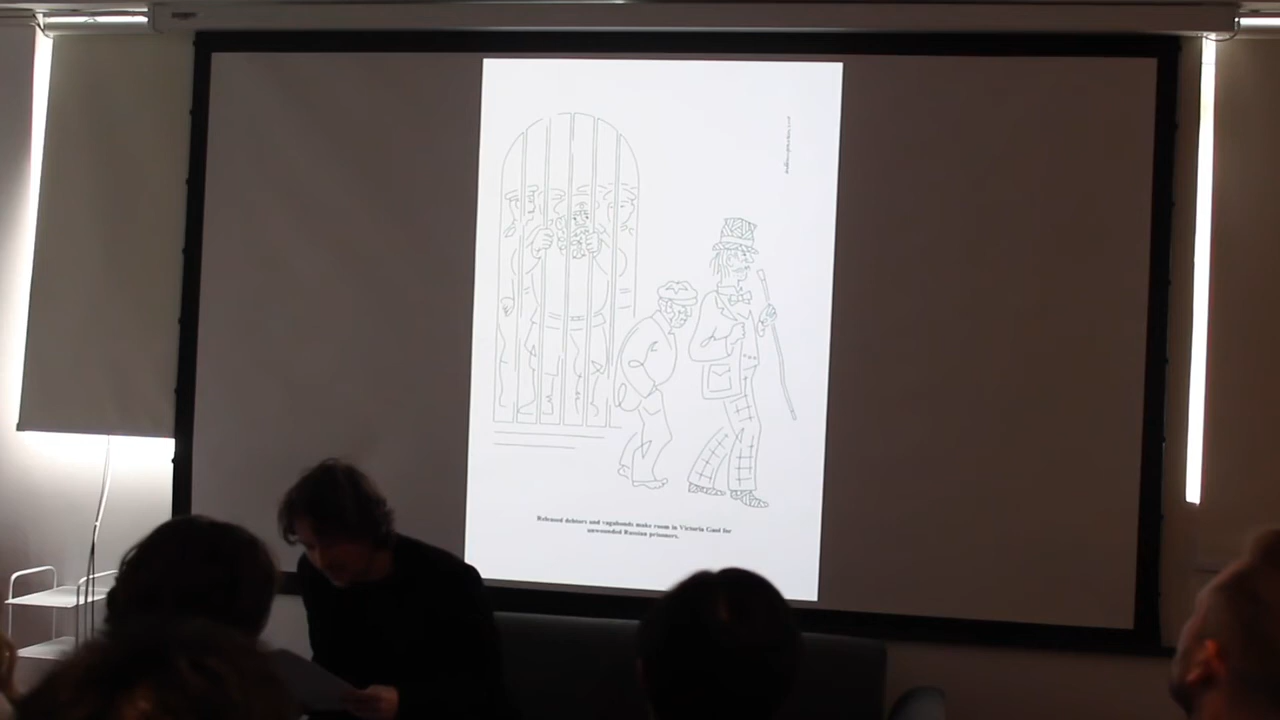 Released debtors and vagabonds make room in Victoria Gaol for
unwounded Russian prisoners.